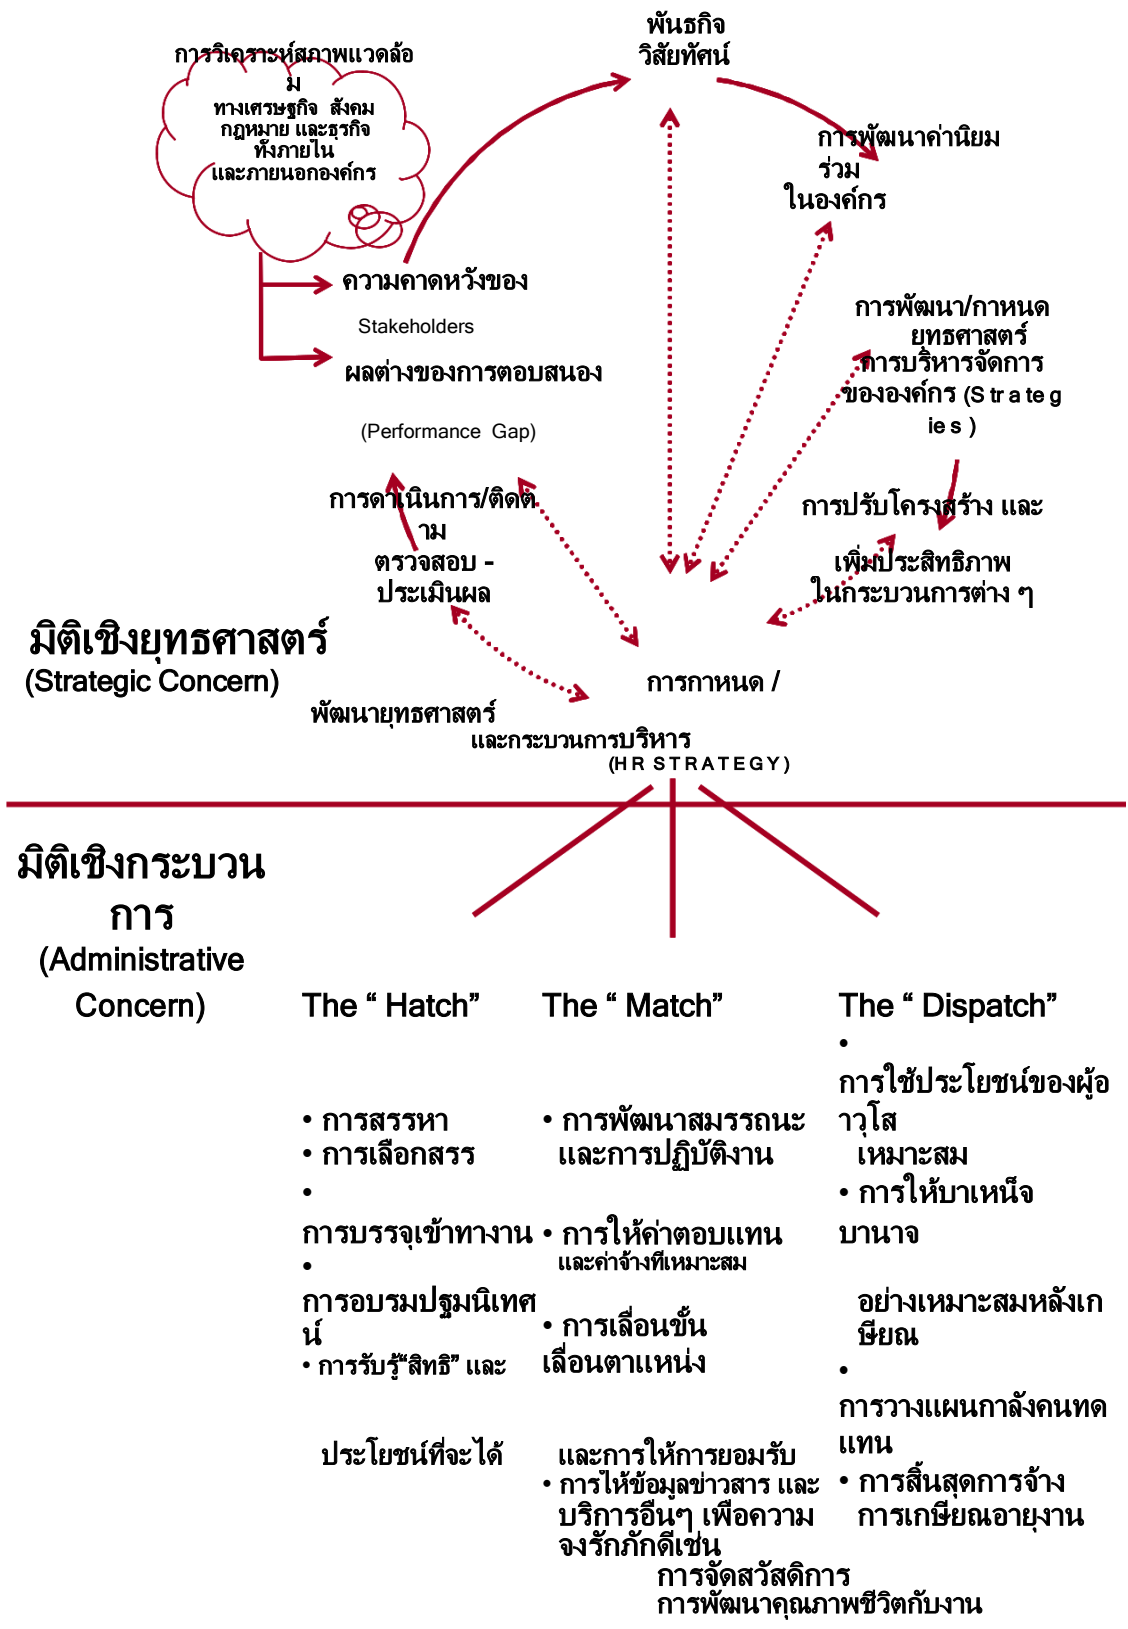 พันธกิจ
วิสัยทัศน์
การวิเคราะห์สภาพแวดล้อ
ม
ทางเศรษฐกิจ สังคม
กฎหมาย และธุรกิจ
ทั้งภายใน
และภายนอกองค์กร
การพัฒนาค่านิยม
ร่วม
ในองค์กร
ความคาดหวังของ
Stakeholders
ผลต่างของการตอบสนอง
(Performance Gap)
การพัฒนา/กาหนด
ยุทธศาสตร์
การบริหารจัดการ
ขององค์กร (Strategies)
การดาเนินการ/ติดต
าม
ตรวจสอบ -
ประเมินผล
การปรับโครงสร้าง และ
เพิ่มประสิทธิภาพ
ในกระบวนการต่าง ๆ
มิติเชิงยุทธศาสตร์
(Strategic Concern)
การกาหนด /
พัฒนายุทธศาสตร์
และกระบวนการบริหาร
(HR STRATEGY)
มิติเชิงกระบวน
การ
(Administrative
Concern)
The “ Hatch”
• การสรรหา
• การเลือกสรร
•
การบรรจุเข้าทางาน
•
การอบรมปฐมนิเทศ
น์
• การรับรู้“สิทธิ” และ
ประโยชน์ที่จะได้
The “ Match”
• การพัฒนาสมรรถนะ
และการปฏิบัติงาน
• การให้ค่าตอบแทน
และค่าจ้างที่เหมาะสม
• การเลื่อนขั้น
เลื่อนตาแหน่ง
และการให้การยอมรับ
• การให้ข้อมูลข่าวสาร และ
บริการอื่นๆ เพื่อความ
จงรักภักดีเช่น
การจัดสวัสดิการ
การพัฒนาคุณภาพชีวิตกับงาน
The “ Dispatch”
•
การใช้ประโยชน์ของผู้อ
าวุโส
เหมาะสม
• การให้บาเหน็จ
บานาจ
อย่างเหมาะสมหลังเก
ษียณ
•
การวางแผนกาลังคนทด
แทน
• การสิ้นสุดการจ้าง
การเกษียณอายุงาน